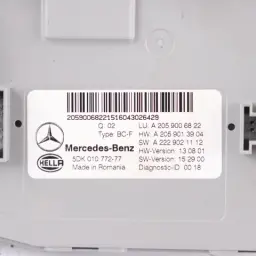 20590068221516043026429
Q: 02 LU: A 205 900 68 22
Type: BC-F HW: A 205 901 39 04
Mercedes-Benz SW: A 222 902 11 12
HW-Version: 13.08.01
HELLA 5DK 010 772-77 SW-Version: 15.29.00
Made in Romania Diagnostic-ID 00 18